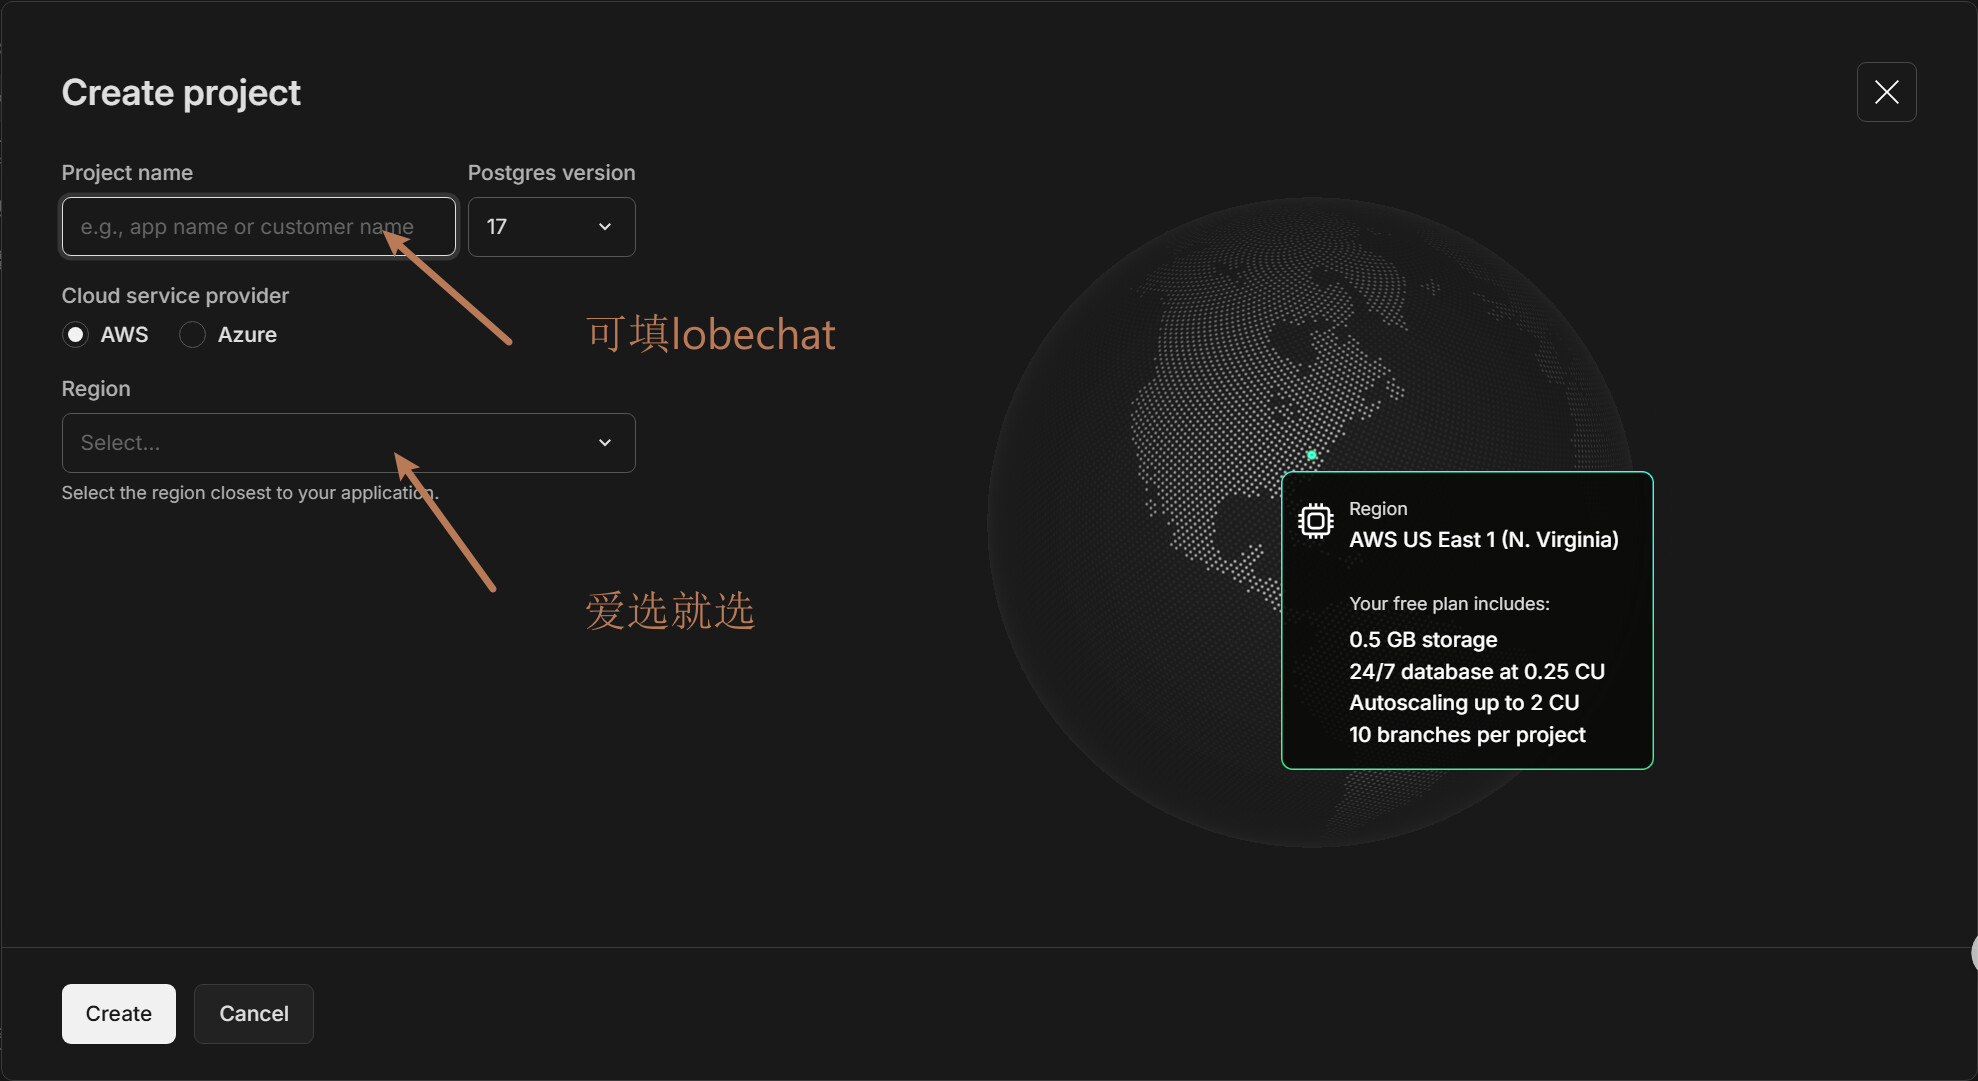 Create project
Project name
Postgres version
e.g., app name or customer name
17
Cloud service provider
AWS
Azure
可填lobechat
Region
Select...
Select the region closest to your application.
爱选就选
Region
AWS US East 1 (N. Virginia)
Your free plan includes:
0.5 GB storage
24/7 database at 0.25 CU
Autoscaling up to 2 CU
10 branches per project
Create
Cancel